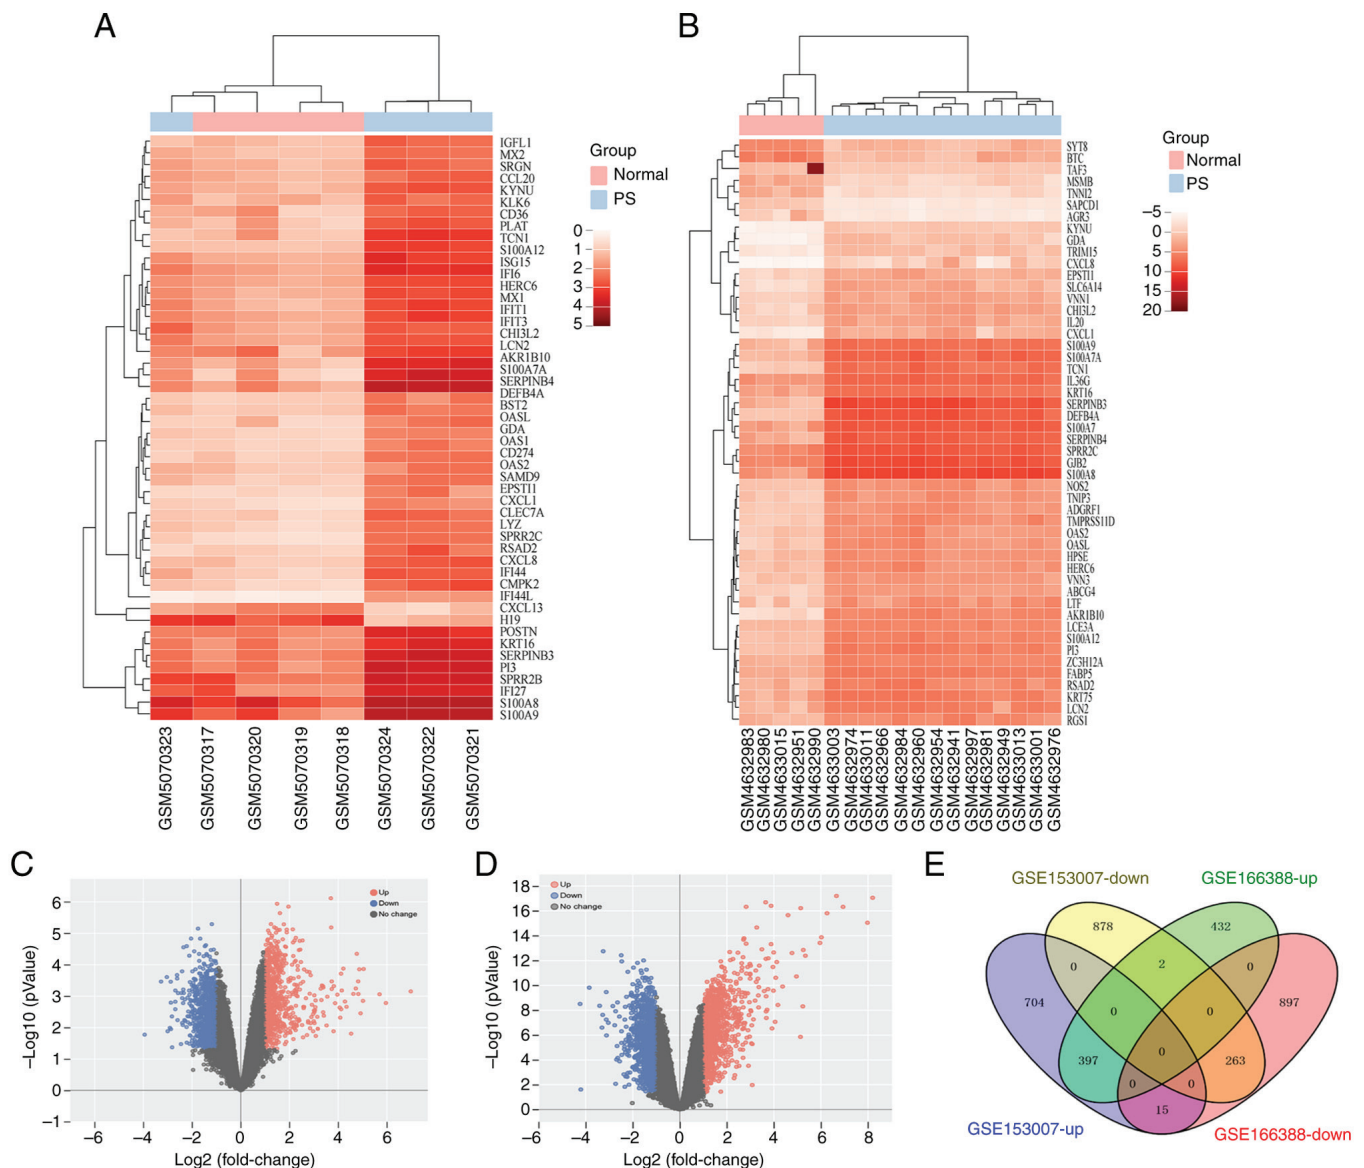 A
IGFL1
MX2
SRGN
CCL20
KYNU
KLK6
CD36
PLAT
TCN1
S100A12
ISG15
IFI6
HERC6
MX1
IFIT1
IFIT3
CHI3L2
LCN2
AKR1B10
S100A7A
SERPINB4
DEFB4A
BST2
OASL
GDA
OAS1
CD274
OAS2
SAMD9
EPSTI1
CXCL1
CLEC7A
LYZ
SPRR2C
RSAD2
CXCL8
IFI44
CMPK2
IFI44L
CXCL13
H19
POSTN
KRT16
SERPINB3
PI3
SPRR2B
IFI27
S100A8
S100A9
Group
Normal
PS
0
1
2
3
4
5
GSM5070323
GSM5070317
GSM5070320
GSM5070319
GSM5070318
GSM5070324
GSM5070322
GSM5070321
B
SYT8
BTC
TAF3
MSMB
TNNI2
SAPCD1
AGR3
KYNU
GDA
TRIM15
CXCL8
EPSTI1
SLC6A14
VNN1
CHI3L2
IL20
CXCL1
S100A9
S100A7A
TCN1
IL36G
KRT16
SERPINB3
DEFB4A
S100A7
SERPINB4
SPRR2C
GJB2
S100A8
NOS2
TNIP3
ADGRF1
TMPRSS11D
OAS2
OASL
HPSE
HERC6
VNN3
ABCG4
LTF
AKR1B10
LCE3A
S100A12
PI3
ZC3H12A
FABP5
RSAD2
KRT75
LCN2
RGS1
Group
Normal
PS
−5
0
5
10
15
20
GSM4632983
GSM4632980
GSM4633015
GSM4632951
GSM4632990
GSM4633003
GSM4632974
GSM4633011
GSM4632966
GSM4632984
GSM4632960
GSM4632954
GSM4632941
GSM4632997
GSM4632981
GSM4632949
GSM4633013
GSM4633001
GSM4632976
C
Up
Down
No change
6
5
4
3
2
1
0
−1
−Log10 (pValue)
−6 −4 −2 0 2 4 6
Log2 (fold-change)
D
Up
Down
No change
18
16
14
12
10
8
6
4
2
0
−Log10 (pValue)
−6 −4 −2 0 2 4 6 8
Log2 (fold-change)
E
GSE153007-down
GSE166388-up
878
432
0
2
0
704
0
0
897
397
0
263
0
0
15
GSE153007-up
GSE166388-down